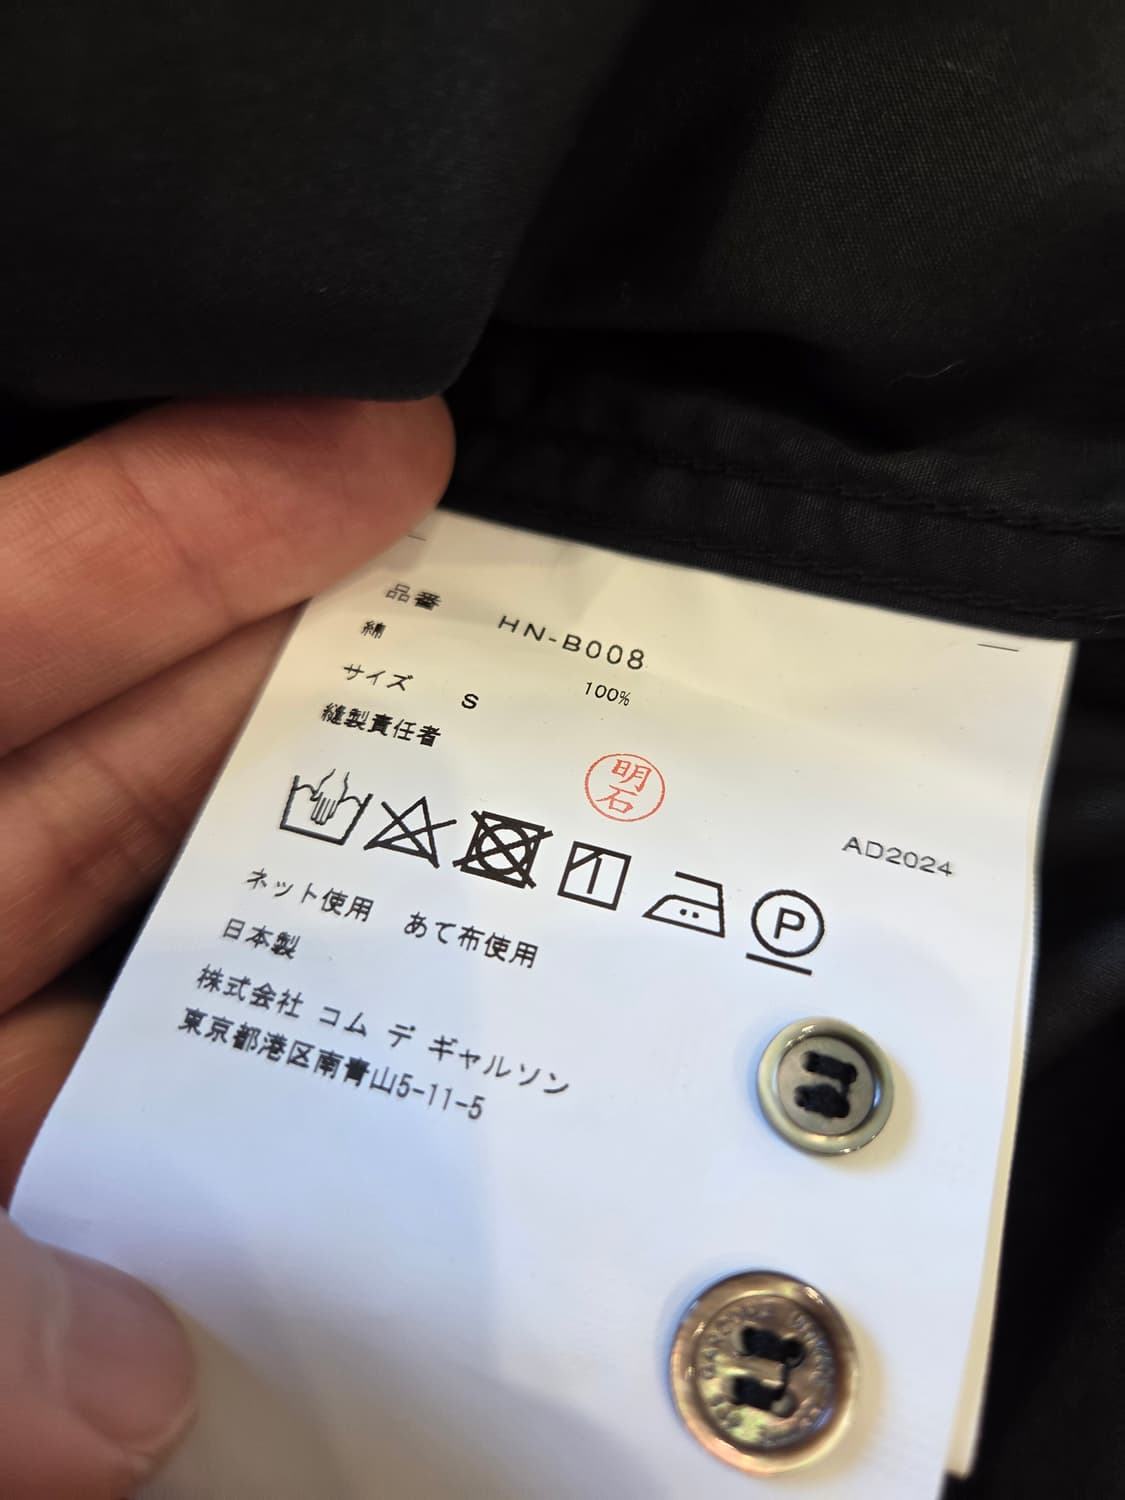 品番 HN-B008
綿 100%
サイズ S
縫製責任者
明石
AD2024
P
ネット使用 あて布使用
日本製
株式会社 コム デ ギャルソン
東京都港区南青山5-11-5